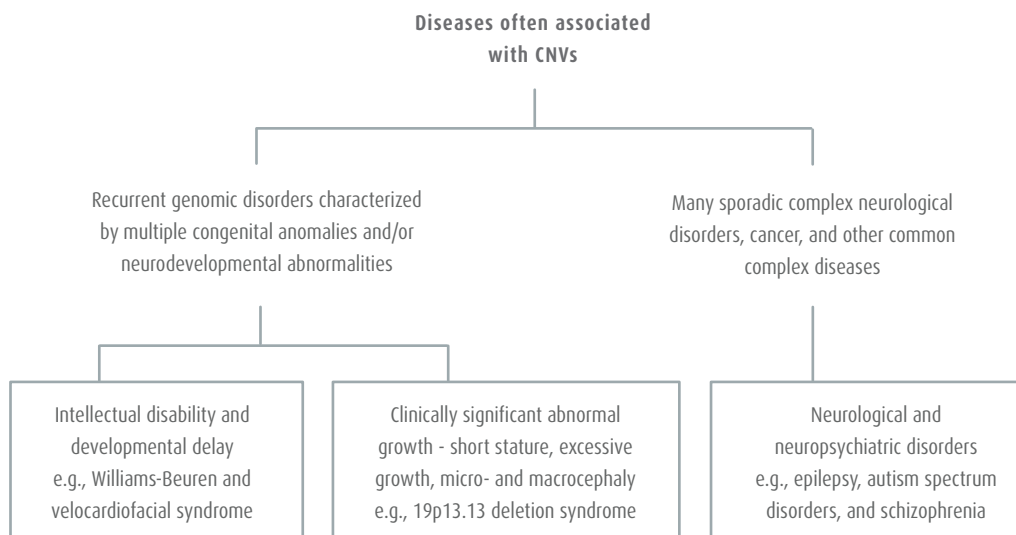 Diseases often associated
with CNVs
Recurrent genomic disorders characterized
by multiple congenital anomalies and/or
neurodevelopmental abnormalities
Many sporadic complex neurological
disorders, cancer, and other common
complex diseases
Intellectual disability and
developmental delay
e.g., Williams-Beuren and
velocardiofacial syndrome
Clinically significant abnormal
growth - short stature, excessive
growth, micro- and macrocephaly
e.g., 19p13.13 deletion syndrome
Neurological and
neuropsychiatric disorders
e.g., epilepsy, autism spectrum
disorders, and schizophrenia